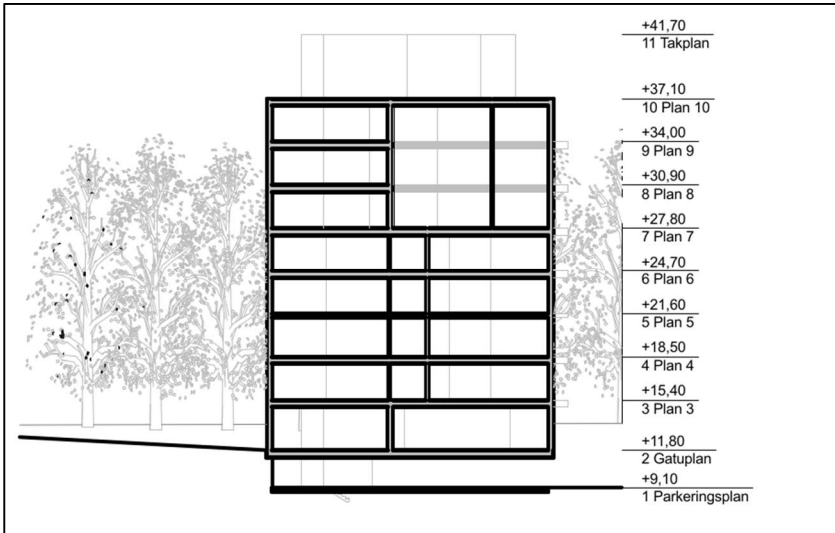 +41,70
11 Takplan
+37,10
10 Plan 10
+34,00
9 Plan 9
+30,90
8 Plan 8
+27,80
7 Plan 7
+24,70
6 Plan 6
+21,60
5 Plan 5
+18,50
4 Plan 4
+15,40
3 Plan 3
+11,80
2 Gatuplan
+9,10
1 Parkeringsplan